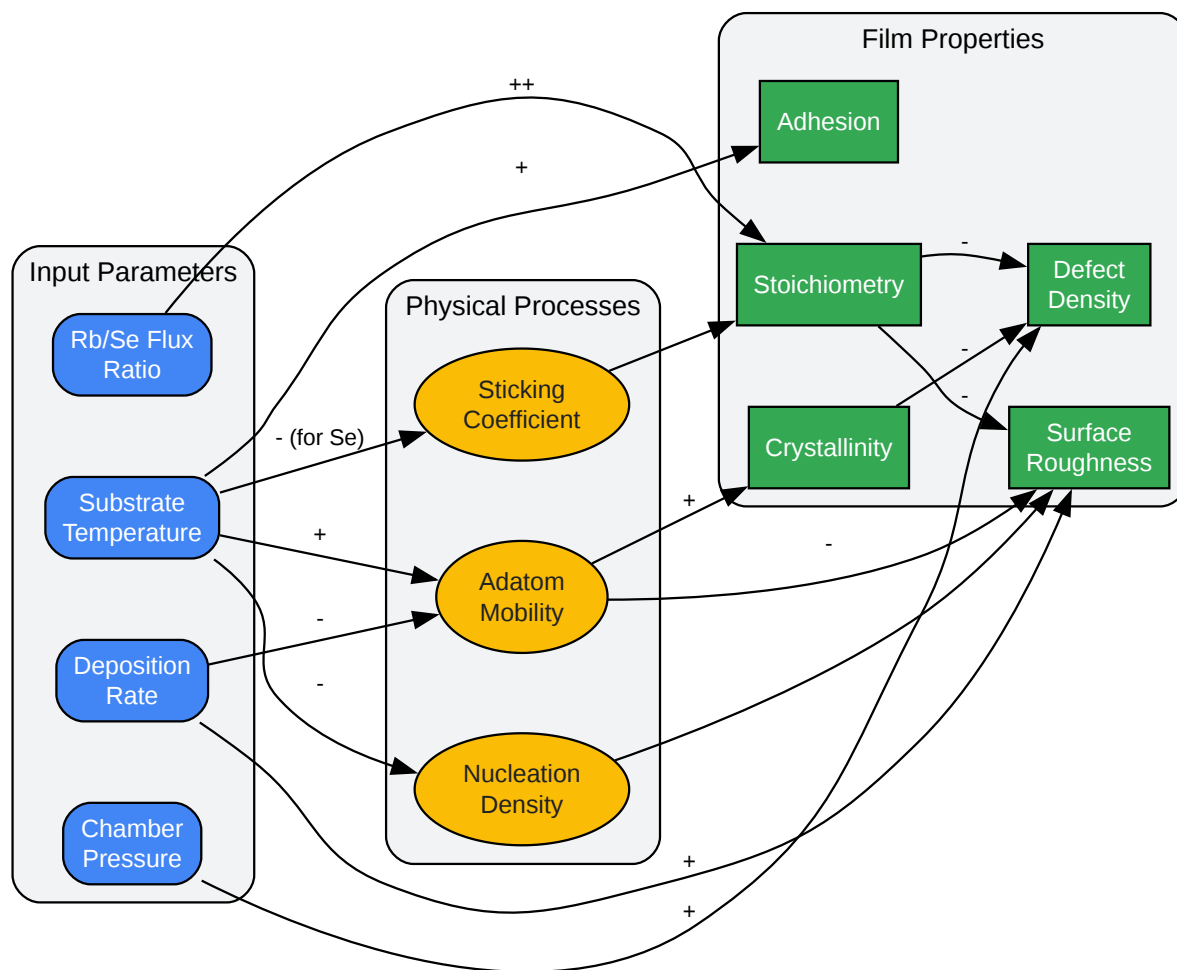 Film Properties
++
Adhesion
+
Input Parameters
Physical Processes
Rb/Se Flux
Ratio
Stoichiometry
-
Defect
Density
Sticking
Coefficient
-
-
- (for Se)
Crystallinity
Surface
Roughness
Substrate
Temperature
+
+
-
Adatom
Mobility
-
Deposition
Rate
-
Nucleation
Density
Chamber
Pressure
+
+